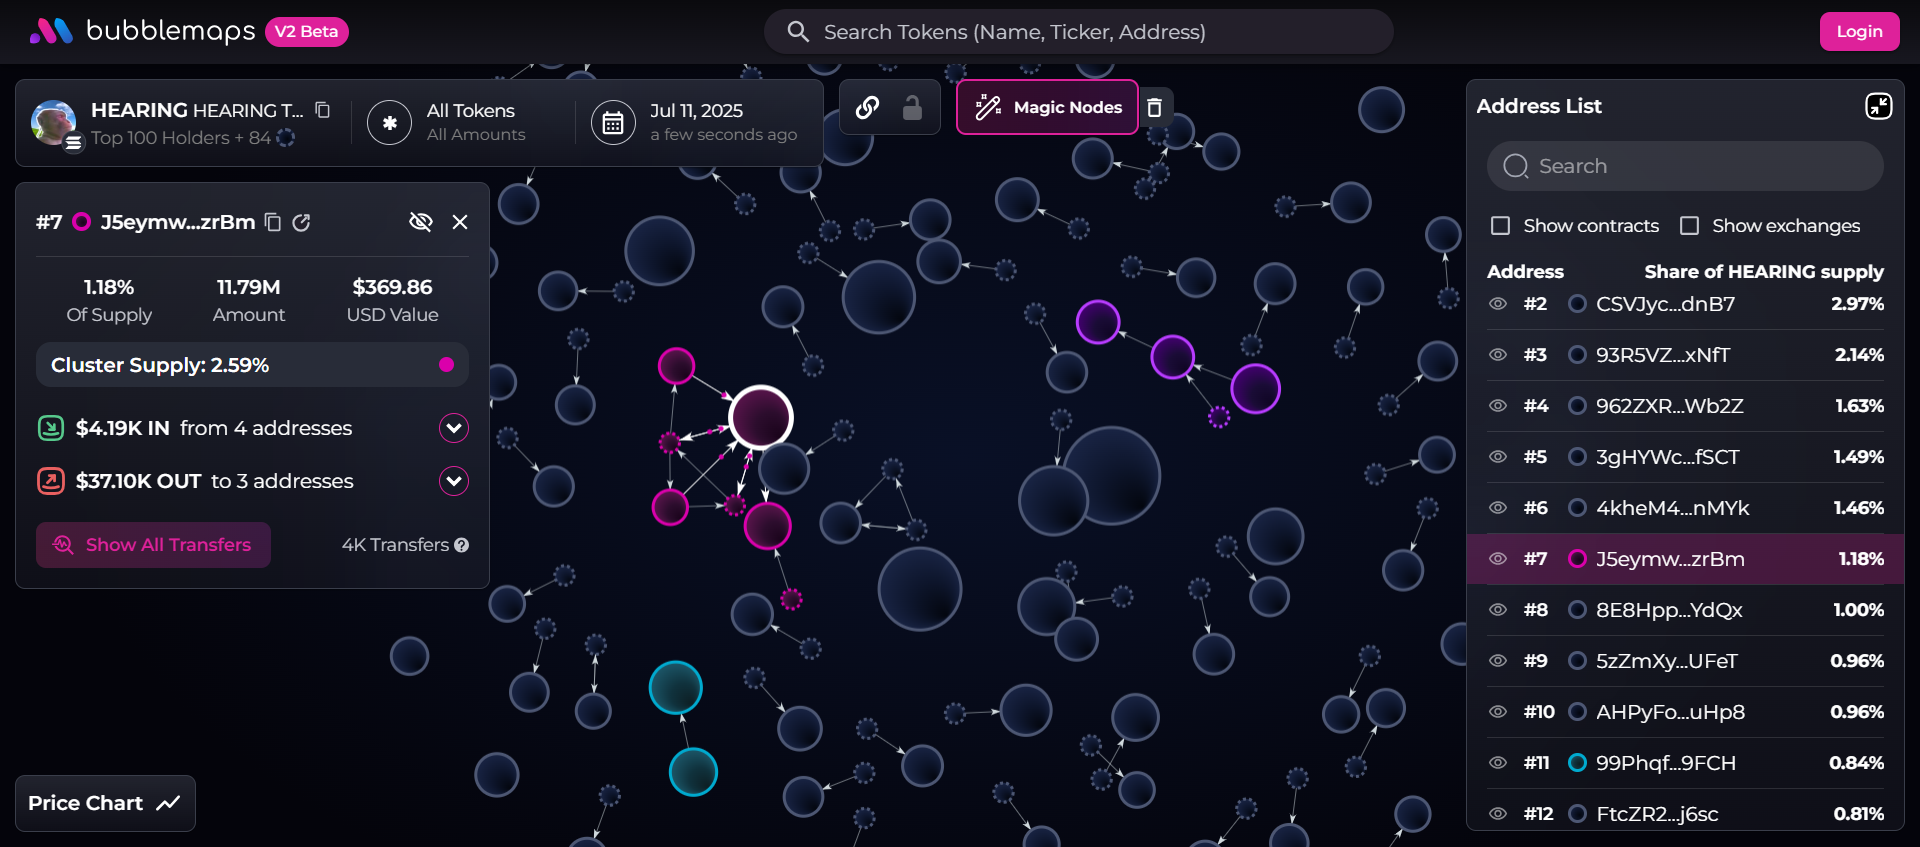 bubblemaps V2 Beta
Search Tokens (Name, Ticker, Address)
Login
HEARING HEARING T...
Top 100 Holders + 84
All Tokens
All Amounts
Jul 11, 2025
a few seconds ago
Magic Nodes
#7 J5eymw...zrBm
1.18% 11.79M $369.86
Of Supply Amount USD Value
Cluster Supply: 2.59%
$4.19K IN from 4 addresses
$37.10K OUT to 3 addresses
Show All Transfers 4K Transfers ?
Price Chart
Address List
Search
Show contracts Show exchanges
Address Share of HEARING supply
#2 CSVJyc...dnB7 2.97%
#3 93R5VZ...xNfT 2.14%
#4 962ZXR...Wb2Z 1.63%
#5 3gHYWc...fSCT 1.49%
#6 4kheM4...nMYk 1.46%
#7 J5eymw...zrBm 1.18%
#8 8E8Hpp...YdQx 1.00%
#9 5zZmXy...UFeT 0.96%
#10 AHPyFo...uHp8 0.96%
#11 99Phqf...9FCH 0.84%
#12 FtcZR2...j6sc 0.81%